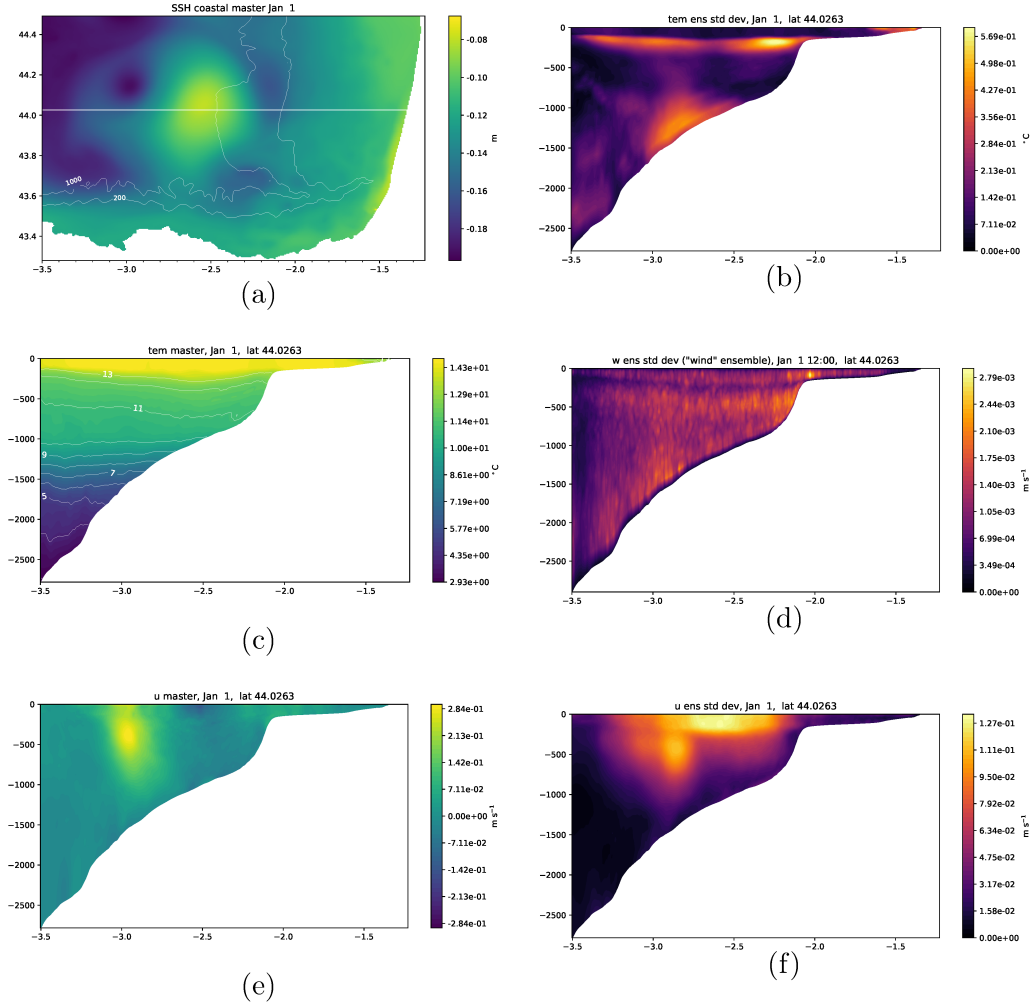 SSH coastal master Jan 1
44.4
44.2
44.0
43.8
43.6
43.4
1000
200
−3.5
−3.0
−2.5
−2.0
−1.5
−0.08
−0.10
−0.12
−0.14
−0.16
−0.18
m
(a)
tem ens std dev, Jan 1, lat 44.0263
0
−500
−1000
−1500
−2000
−2500
−3.5
−3.0
−2.5
−2.0
−1.5
5.69e-01
4.98e-01
4.27e-01
3.56e-01
2.84e-01
2.13e-01
1.42e-01
7.11e-02
0.00e+00
°C
(b)
tem master, Jan 1, lat 44.0263
0
−500
−1000
−1500
−2000
−2500
13
11
9
7
5
−3.5
−3.0
−2.5
−2.0
−1.5
1.43e+01
1.29e+01
1.14e+01
1.00e+01
8.61e+00
7.19e+00
5.77e+00
4.35e+00
2.93e+00
°C
(c)
w ens std dev ("wind" ensemble), Jan 1 12:00, lat 44.0263
0
−500
−1000
−1500
−2000
−2500
−3.5
−3.0
−2.5
−2.0
−1.5
2.79e-03
2.44e-03
2.10e-03
1.75e-03
1.40e-03
1.05e-03
6.99e-04
3.49e-04
0.00e+00
m s⁻¹
(d)
u master, Jan 1, lat 44.0263
0
−500
−1000
−1500
−2000
−2500
−3.5
−3.0
−2.5
−2.0
−1.5
2.84e-01
2.13e-01
1.42e-01
7.11e-02
0.00e+00
−7.11e-02
−1.42e-01
−2.13e-01
−2.84e-01
m s⁻¹
(e)
u ens std dev, Jan 1, lat 44.0263
0
−500
−1000
−1500
−2000
−2500
−3.5
−3.0
−2.5
−2.0
−1.5
1.27e-01
1.11e-01
9.50e-02
7.92e-02
6.34e-02
4.75e-02
3.17e-02
1.58e-02
0.00e+00
m s⁻¹
(f)